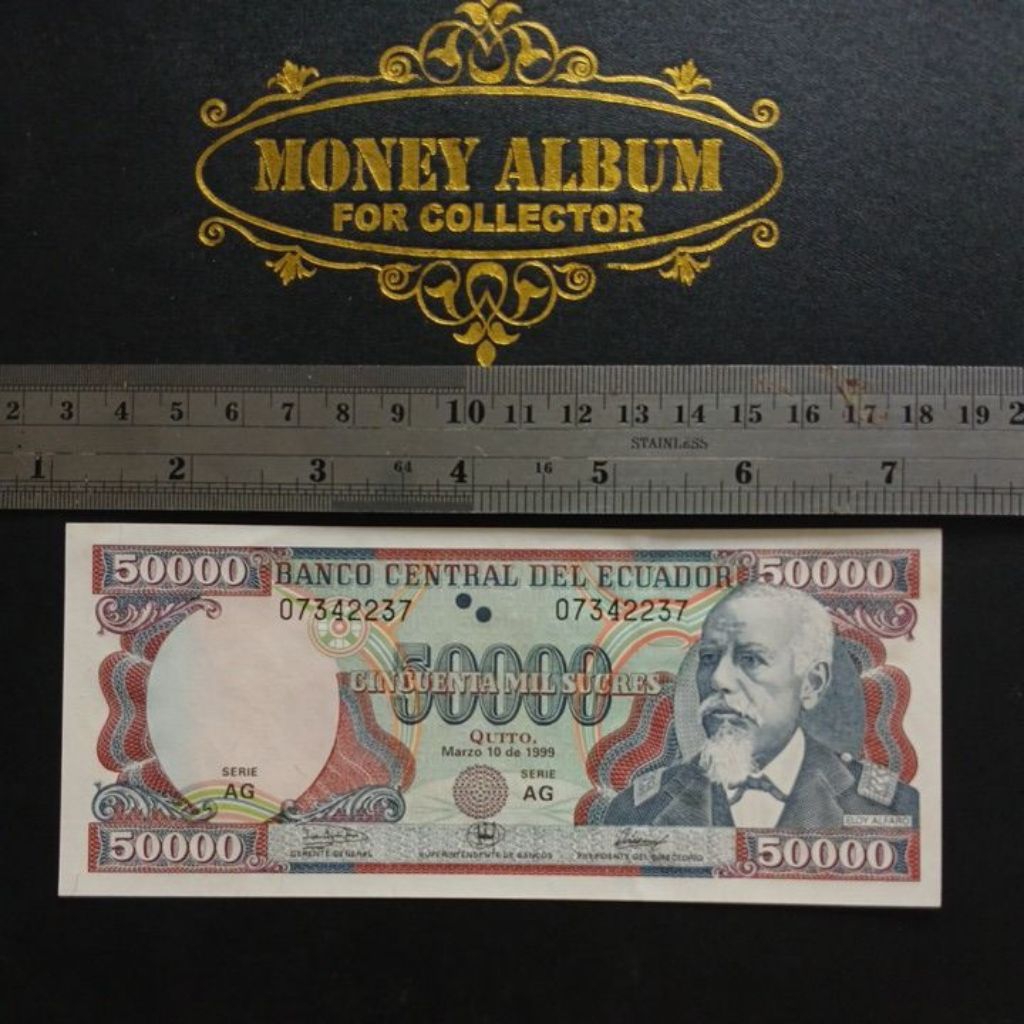 MONEY ALBUM
FOR COLLECTOR
2 3 4 5 6 7 8 9 10 11 12 13 14 15 16 17 18 19 2
STAINLESS
1 2 3 64 4 16 5 6 7
50000 BANCO CENTRAL DEL ECUADOR 50000
07342237 07342237
50000
CINCUENTA MIL SUCRES
QUITO,
Marzo 10 de 1999
SERIE SERIE
AG AG
ELOY ALFARO
50000 50000
GERENTE GENERAL SUPERINTENDENTE DE BANCOS PRESIDENTE DEL DIRECTORIO